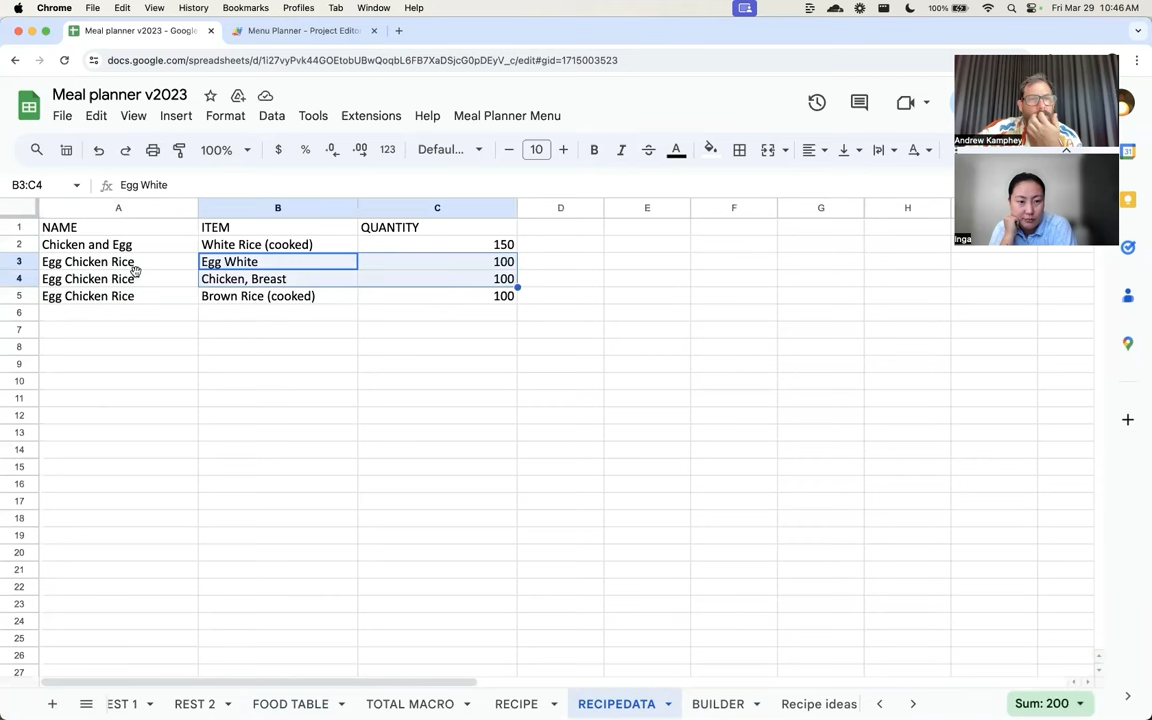 Chrome File Edit View History Bookmarks Profiles Tab Window Help 100% Fri Mar 29 10:46 AM
Meal planner v2023 - Google Menu Planner - Project Edito
docs.google.com/spreadsheets/d/1i27vyPvk44GOEtobUBwQoqbL6FB7XaDSjcG0pDEyV_c/edit#gid=1715003523
Meal planner v2023
File Edit View Insert Format Data Tools Extensions Help Meal Planner Menu
100% $ % .0 .00 123 Defaul... 10 B I A
B3:C4 fx Egg White
A B C D E F G H
1 NAME ITEM QUANTITY
2 Chicken and Egg White Rice (cooked) 150
3 Egg Chicken Rice Egg White 100
4 Egg Chicken Rice Chicken, Breast 100
5 Egg Chicken Rice Brown Rice (cooked) 100
6
7
8
9
10
11
12
13
14
15
16
17
18
19
20
21
22
23
24
25
26
27
Andrew Kamphey
Inga
31
EST 1 REST 2 FOOD TABLE TOTAL MACRO RECIPE RECIPEDATA BUILDER Recipe ideas Sum: 200